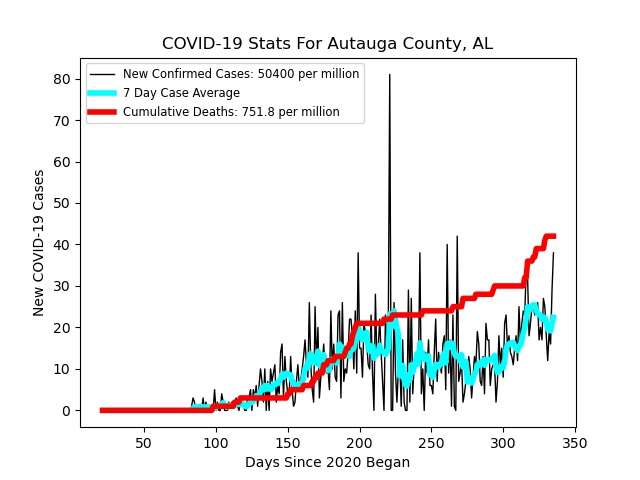 COVID-19 Stats For Autauga County, AL
New Confirmed Cases: 50400 per million
7 Day Case Average
Cumulative Deaths: 751.8 per million
New COVID-19 Cases
80
70
60
50
40
30
20
10
0
50
100
150
200
250
300
350
Days Since 2020 Began